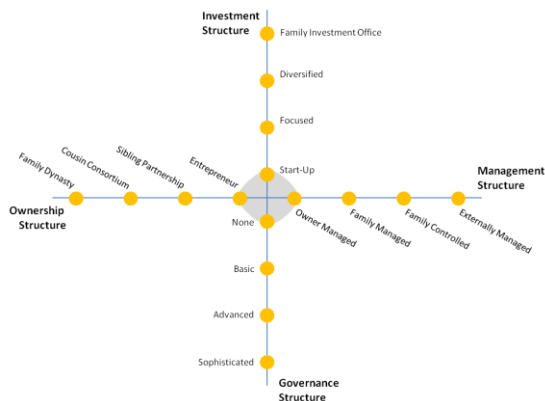 Investment
Structure
Family Investment Office
Diversified
Focused
Start-Up
Family Dynasty
Cousin Consortium
Sibling Partnership
Entrepreneur
Management
Structure
Ownership
Structure
Owner Managed
Family Managed
Family Controlled
Externally Managed
None
Basic
Advanced
Sophisticated
Governance
Structure